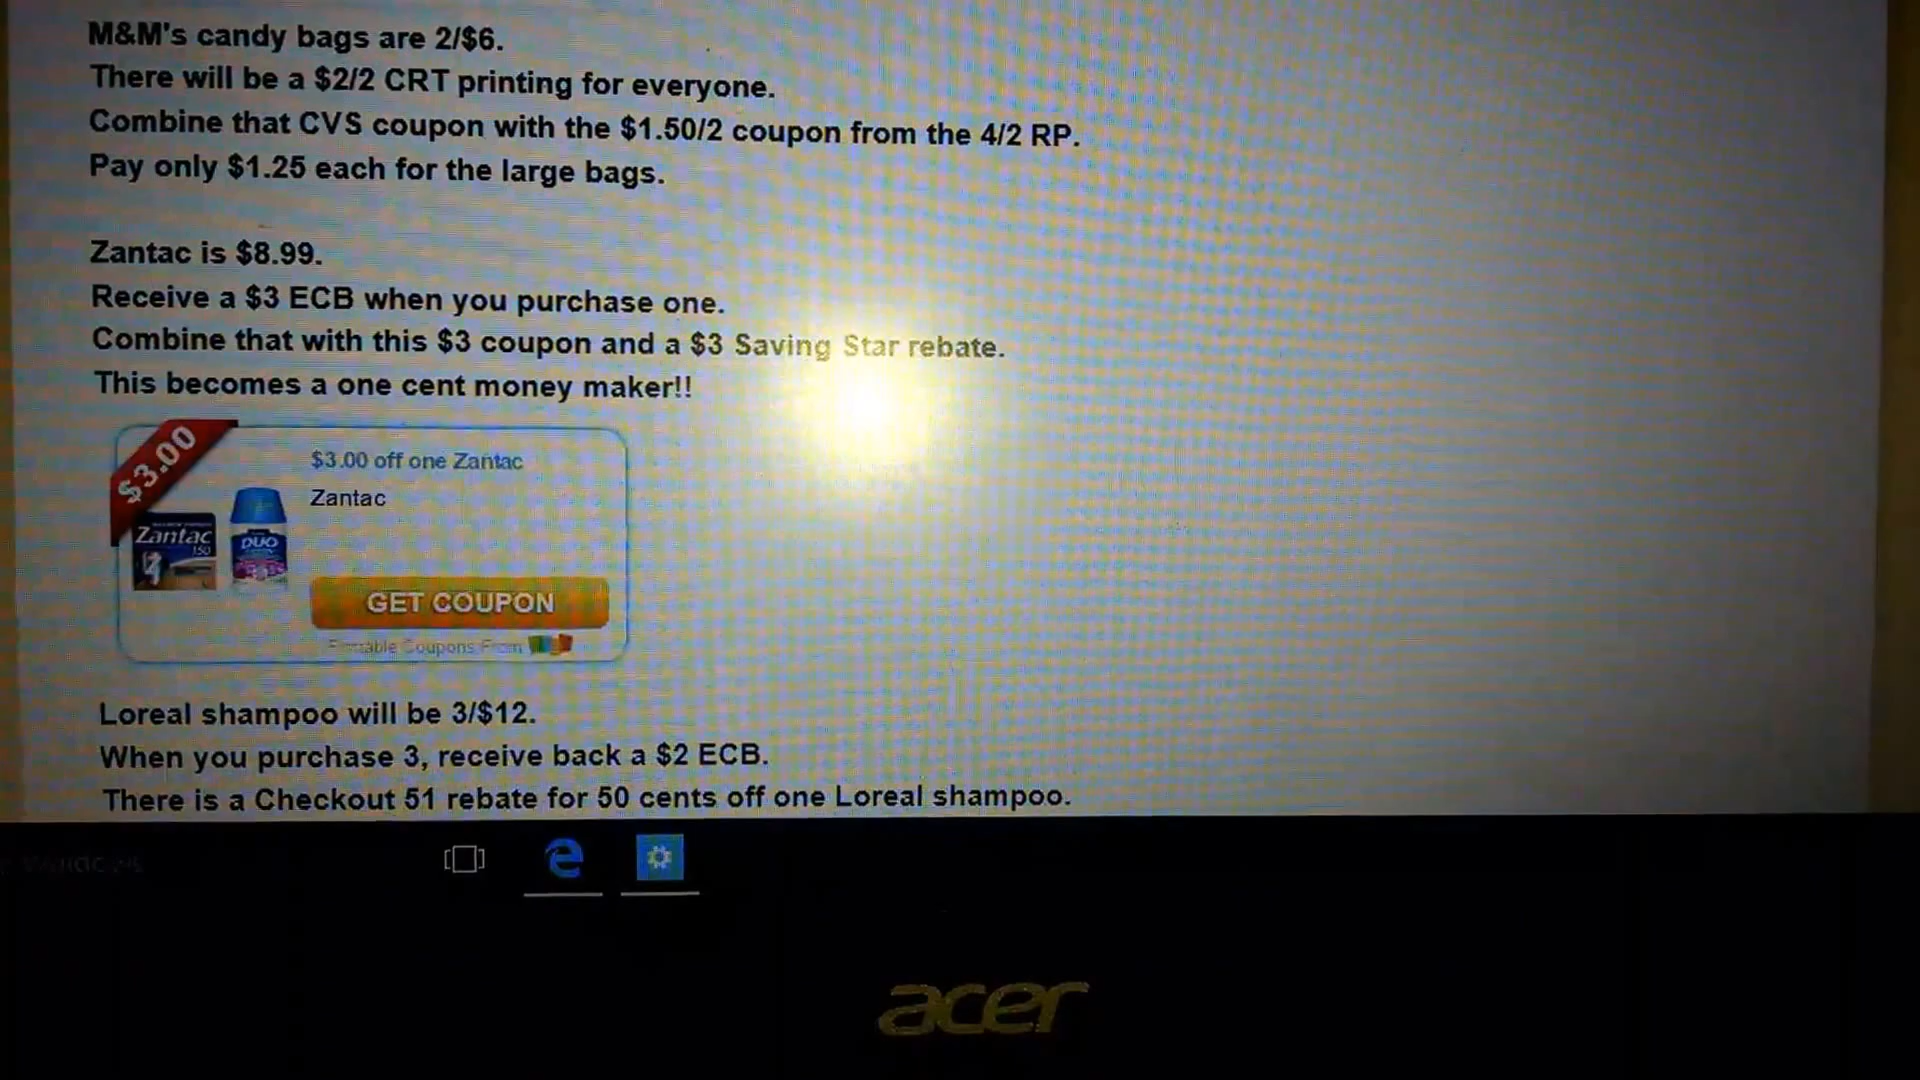 M&M's candy bags are 2/$6.
There will be a $2/2 CRT printing for everyone.
Combine that CVS coupon with the $1.50/2 coupon from the 4/2 RP.
Pay only $1.25 each for the large bags.
Zantac is $8.99.
Receive a $3 ECB when you purchase one.
Combine that with this $3 coupon and a $3 Saving Star rebate.
This becomes a one cent money maker!!
$3.00
$3.00 off one Zantac
Zantac
Zantac
150
DUO
GET COUPON
Printable Coupons From
Loreal shampoo will be 3/$12.
When you purchase 3, receive back a $2 ECB.
There is a Checkout 51 rebate for 50 cents off one Loreal shampoo.
acer